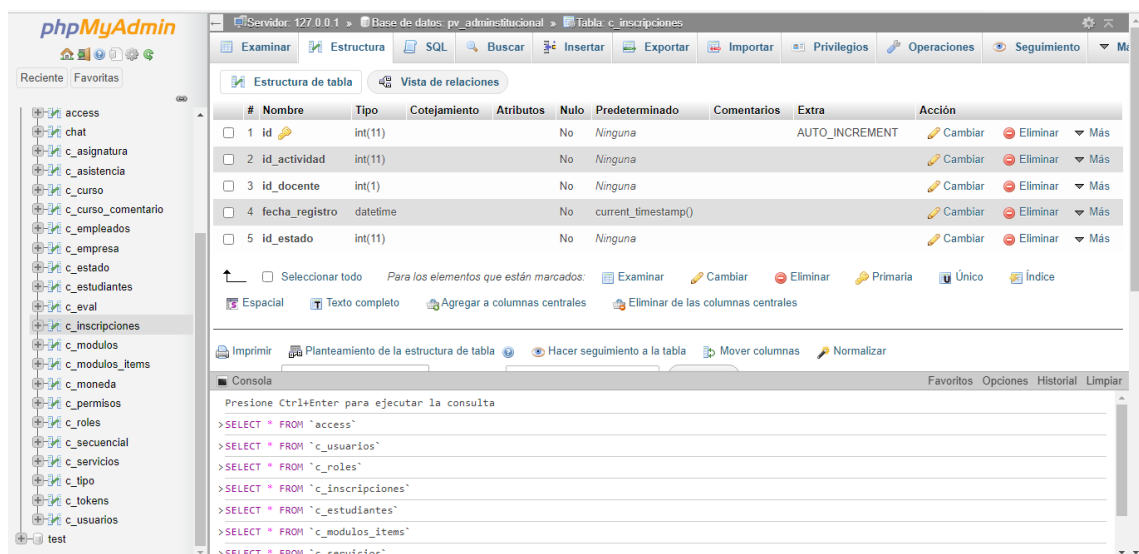 phpMyAdmin
Reciente Favoritas
access
chat
c_asignatura
c_asistencia
c_curso
c_curso_comentario
c_empleados
c_empresa
c_estado
c_estudiantes
c_eval
c_inscripciones
c_modulos
c_modulos_items
c_moneda
c_permisos
c_roles
c_secuencial
c_servicios
c_tipo
c_tokens
c_usuarios
test
Servidor: 127.0.0.1 » Base de datos: pv_adminstitucional » Tabla: c_inscripciones
Examinar Estructura SQL Buscar Insertar Exportar Importar Privilegios Operaciones Seguimiento
Estructura de tabla Vista de relaciones
# Nombre Tipo Cotejamiento Atributos Nulo Predeterminado Comentarios Extra Acción
1 id int(11) No Ninguna AUTO_INCREMENT Cambiar Eliminar Más
2 id_actividad int(11) No Ninguna Cambiar Eliminar Más
3 id_docente int(1) No Ninguna Cambiar Eliminar Más
4 fecha_registro datetime No current_timestamp() Cambiar Eliminar Más
5 id_estado int(11) No Ninguna Cambiar Eliminar Más
Seleccionar todo Para los elementos que están marcados: Examinar Cambiar Eliminar Primaria Único Índice
Espacial Texto completo Agregar a columnas centrales Eliminar de las columnas centrales
Imprimir Planteamiento de la estructura de tabla Hacer seguimiento a la tabla Mover columnas Normalizar
Consola Favoritos Opciones Historial Limpiar
Presione Ctrl+Enter para ejecutar la consulta
>SELECT * FROM `access`
>SELECT * FROM `c_usuarios`
>SELECT * FROM `c_roles`
>SELECT * FROM `c_inscripciones`
>SELECT * FROM `c_estudiantes`
>SELECT * FROM `c_modulos_items`
>SELECT * FROM `c_servicios`